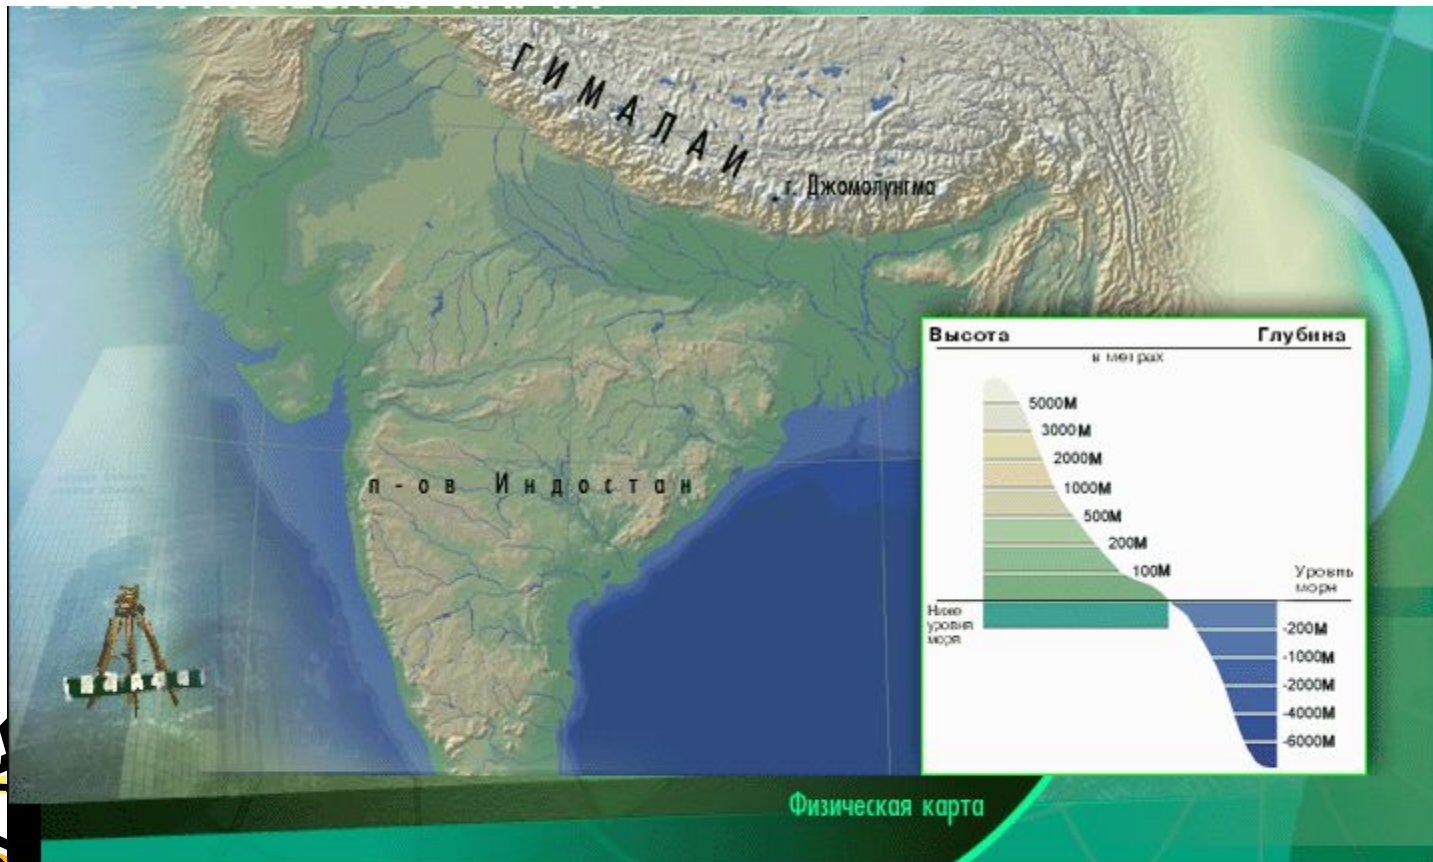 ГИМАЛАИ
г. Джомолунгма
п-ов Индостан
Высота
Глубина
в метрах
5000М
3000М
2000М
1000М
500М
200М
100М
Уровень
моря
Ниже
уровня
моря
-200М
-1000М
-2000М
-4000М
-6000М
Физическая карта